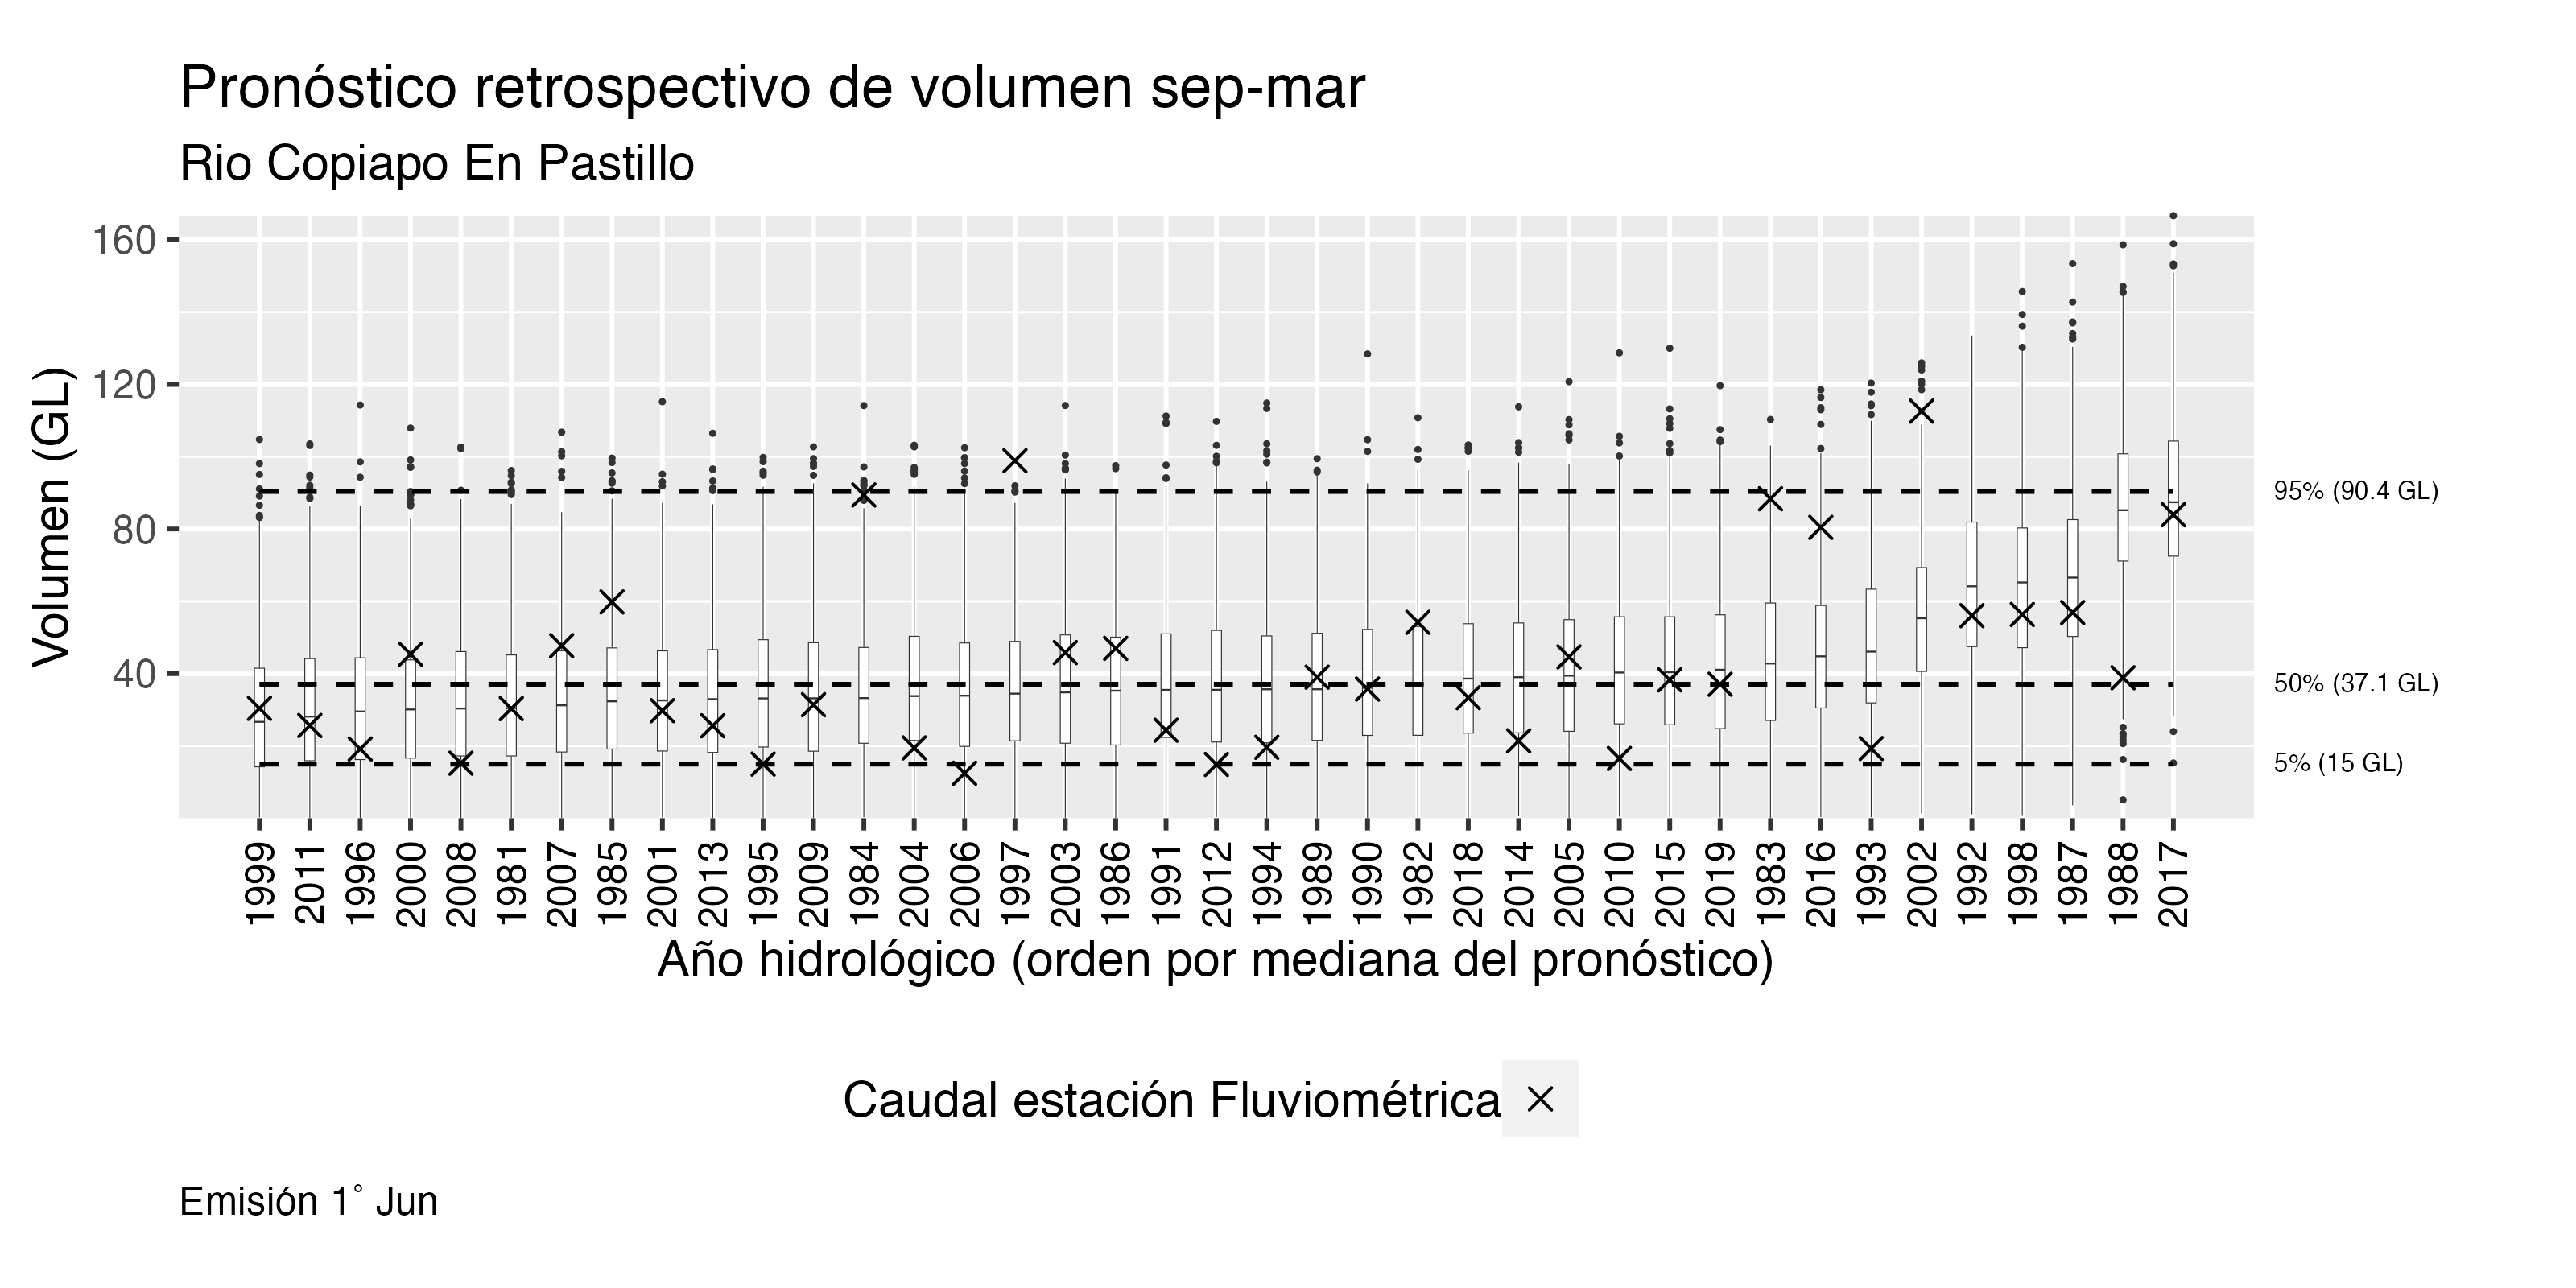 Pronóstico retrospectivo de volumen sep-mar
Rio Copiapo En Pastillo
Volumen (GL)
160
120
80
40
95% (90.4 GL)
50% (37.1 GL)
5% (15 GL)
1999 2011 1996 2000 2008 1981 2007 1985 2001 2013 1995 2009 1984 2004 2006 1997 2003 1986 1991 2012 1994 1989 1990 1982 2018 2014 2005 2010 2015 2019 1983 2016 1993 2002 1992 1998 1987 1988 2017
Año hidrológico (orden por mediana del pronóstico)
Caudal estación Fluviométrica
Emisión 1° Jun